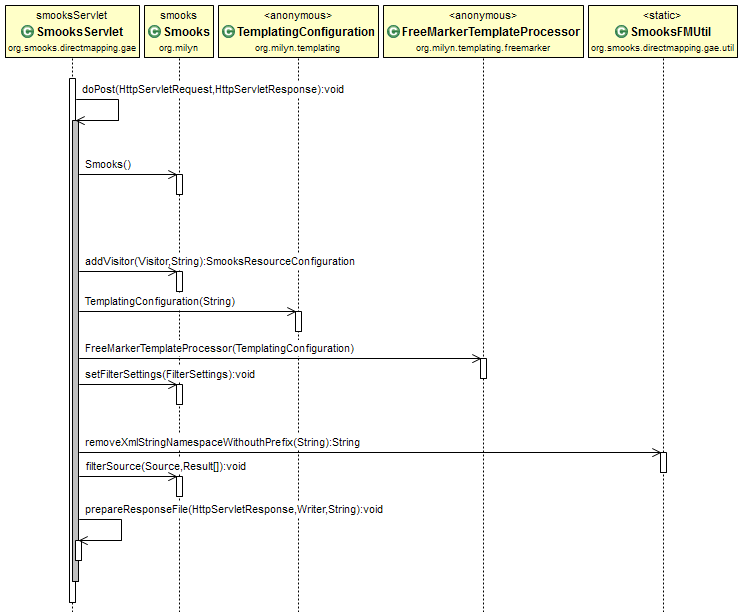 smooksServlet
SmooksServlet
org.smooks.directmapping.gae
smooks
Smooks
org.milyn
<anonymous>
TemplatingConfiguration
org.milyn.templating
<anonymous>
FreeMarkerTemplateProcessor
org.milyn.templating.freemarker
<static>
SmooksFMUtil
org.smooks.directmapping.gae.util
doPost(HttpServletRequest,HttpServletResponse):void
Smooks()
addVisitor(Visitor,String):SmooksResourceConfiguration
TemplatingConfiguration(String)
FreeMarkerTemplateProcessor(TemplatingConfiguration)
setFilterSettings(FilterSettings):void
removeXmlStringNamespaceWithouthPrefix(String):String
filterSource(Source,Result[]):void
prepareResponseFile(HttpServletResponse,Writer,String):void